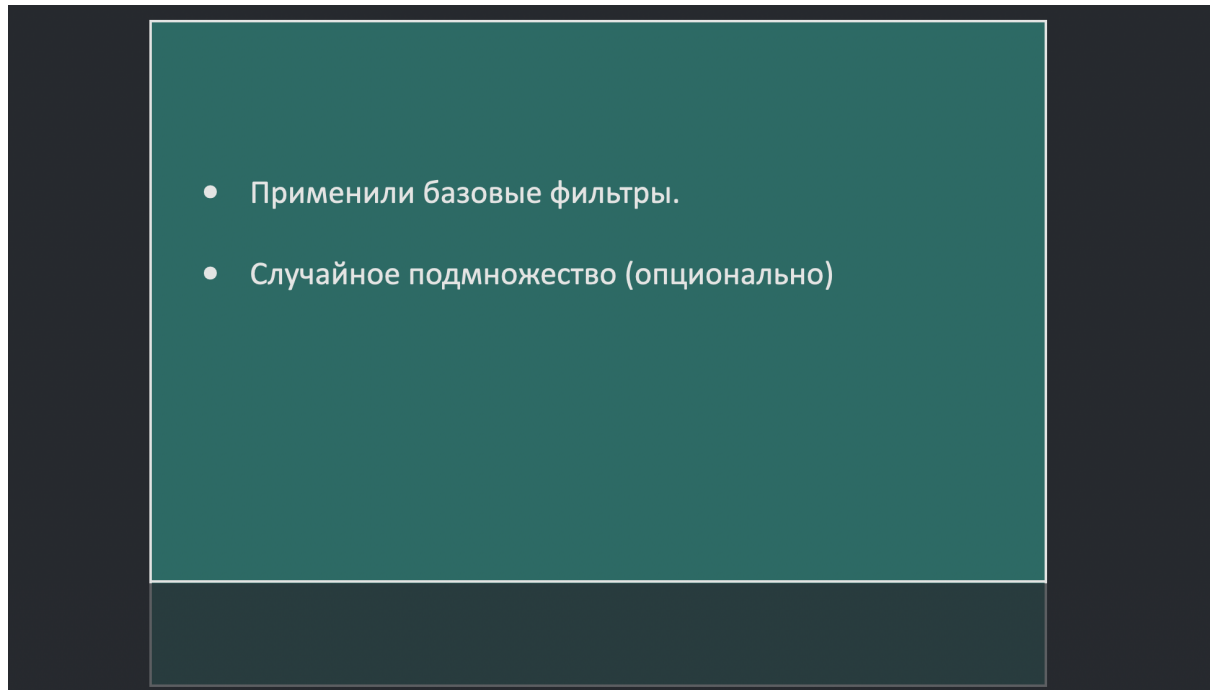 ● Применили базовые фильтры.
● Случайное подмножество (опционально)